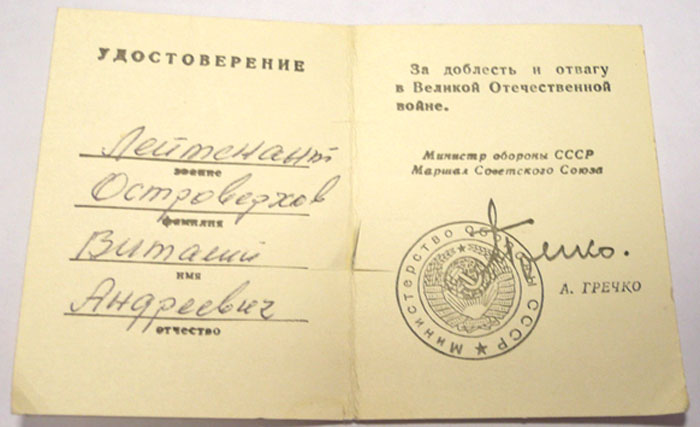 УДОСТОВЕРЕНИЕ
Лейтенант
звание
Островерхов
фамилия
Виталий
имя
Андреевич
отчество
За доблесть и отвагу
в Великой Отечественной
войне.
Министр обороны СССР
Маршал Советского Союза
Гречко.
А. ГРЕЧКО
Министерство Обороны СССР